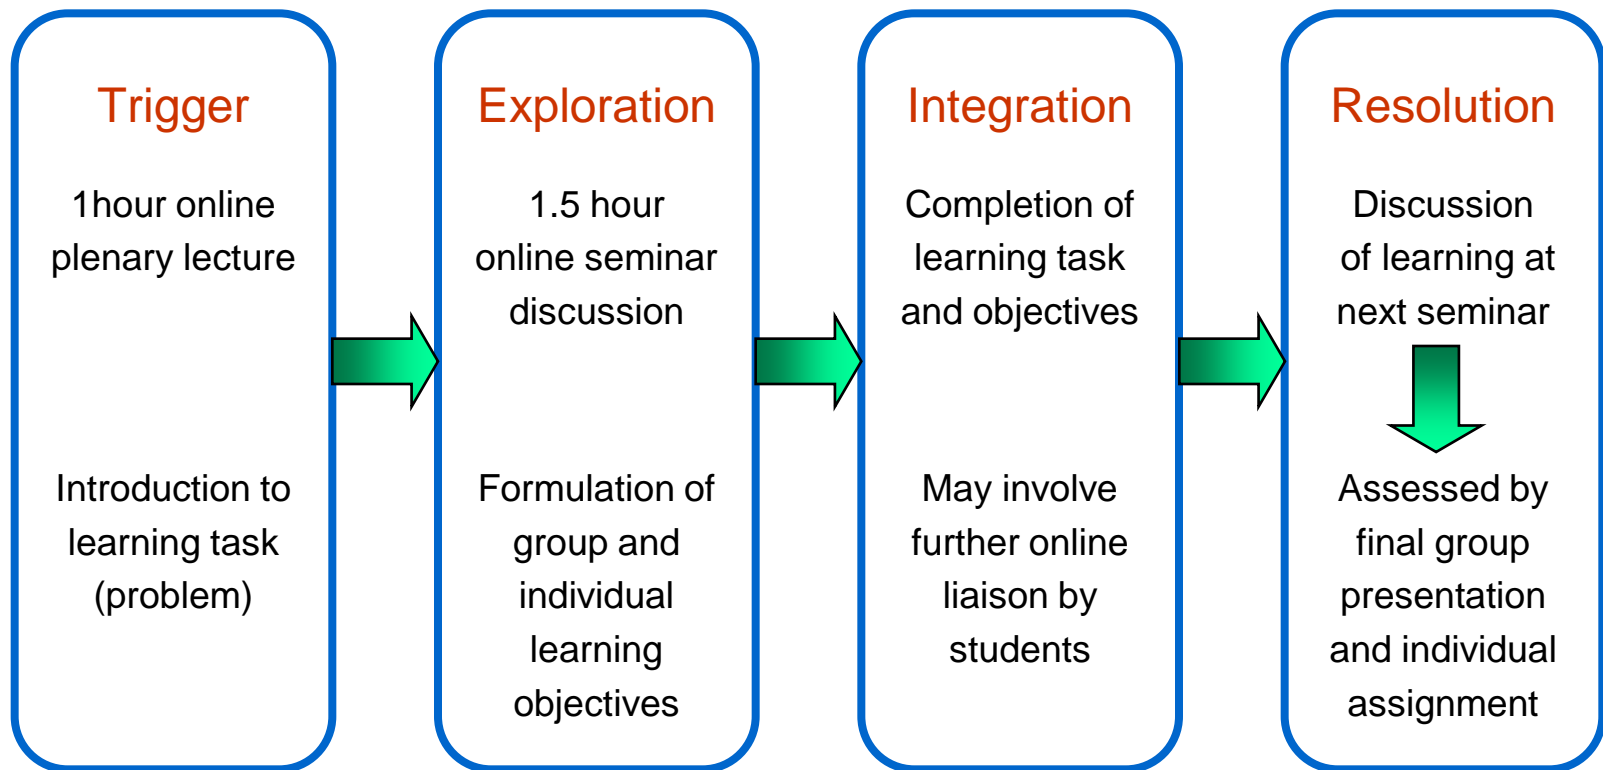 Trigger
1hour online
plenary lecture
Introduction to
learning task
(problem)
Exploration
1.5 hour
online seminar
discussion
Formulation of
group and
individual
learning
objectives
Integration
Completion of
learning task
and objectives
May involve
further online
liaison by
students
Resolution
Discussion
of learning at
next seminar
Assessed by
final group
presentation
and individual
assignment